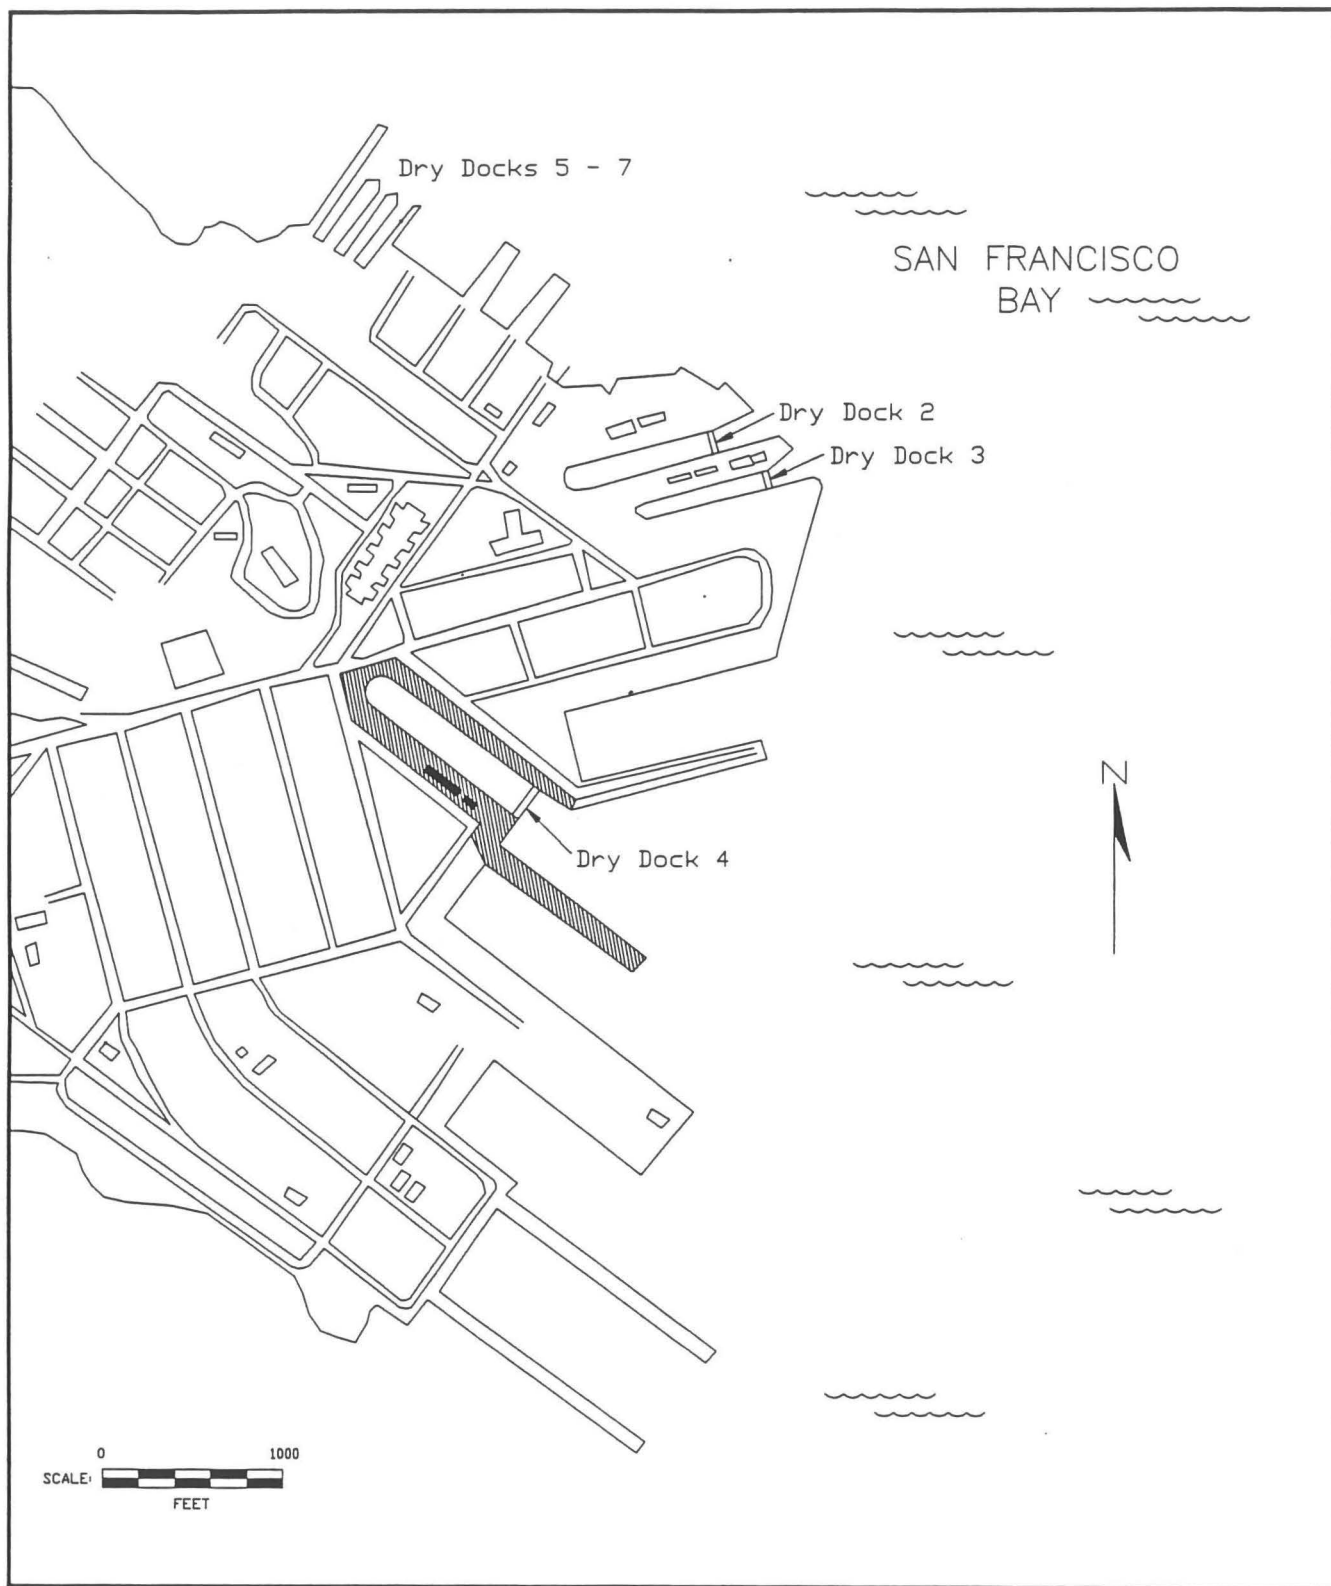 Dry Docks 5 - 7
SAN FRANCISCO
BAY
Dry Dock 2
Dry Dock 3
N
Dry Dock 4
0 1000
SCALE:
FEET